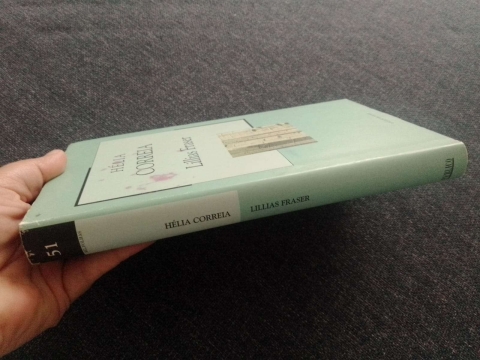 HÉLIA
CORREIA
Lillias Fraser
51
HÉLIA CORREIA
LILLIAS FRASER